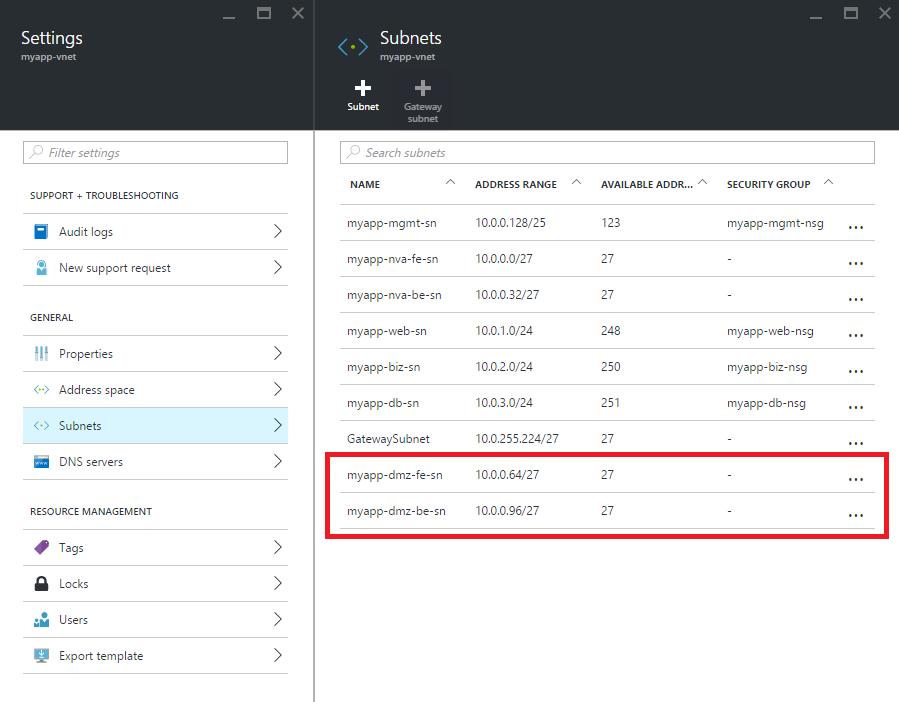 Settings
myapp-vnet
Filter settings
SUPPORT + TROUBLESHOOTING
Audit logs
New support request
GENERAL
Properties
Address space
Subnets
DNS servers
RESOURCE MANAGEMENT
Tags
Locks
Users
Export template
Subnets
myapp-vnet
Subnet
Gateway
subnet
Search subnets
NAME ADDRESS RANGE AVAILABLE ADDR... SECURITY GROUP
myapp-mgmt-sn 10.0.0.128/25 123 myapp-mgmt-nsg ...
myapp-nva-fe-sn 10.0.0.0/27 27 - ...
myapp-nva-be-sn 10.0.0.32/27 27 - ...
myapp-web-sn 10.0.1.0/24 248 myapp-web-nsg ...
myapp-biz-sn 10.0.2.0/24 250 myapp-biz-nsg ...
myapp-db-sn 10.0.3.0/24 251 myapp-db-nsg ...
GatewaySubnet 10.0.255.224/27 27 - ...
myapp-dmz-fe-sn 10.0.0.64/27 27 - ...
myapp-dmz-be-sn 10.0.0.96/27 27 - ...